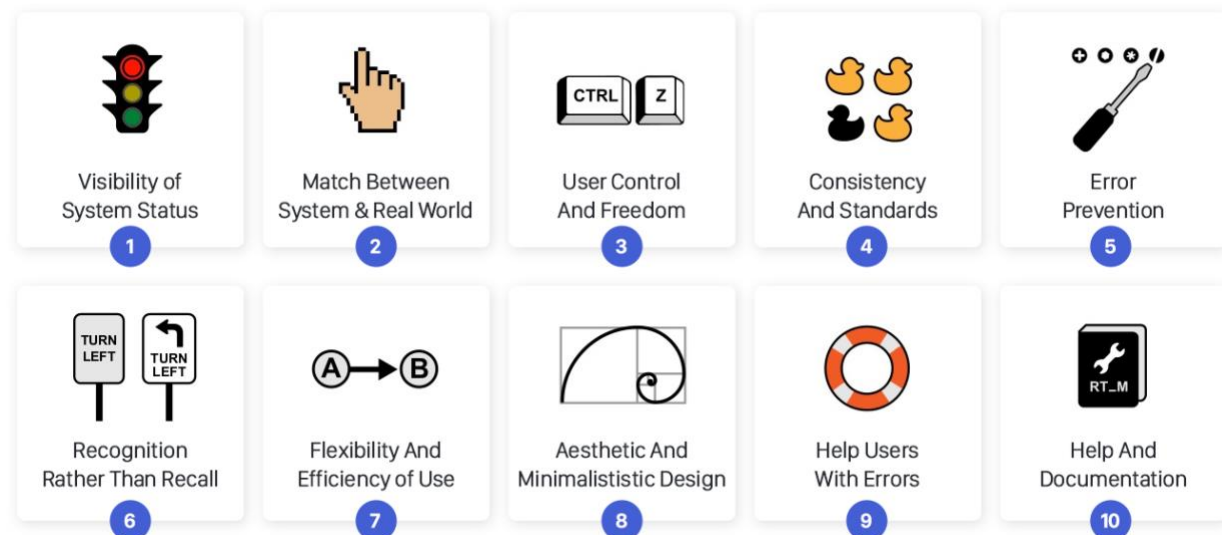 CTRL Z
Visibility of
System Status
1
Match Between
System & Real World
2
User Control
And Freedom
3
Consistency
And Standards
4
Error
Prevention
5
TURN
LEFT
TURN
LEFT
A B
RT_M
Recognition
Rather Than Recall
6
Flexibility And
Efficiency of Use
7
Aesthetic And
Minimalististic Design
8
Help Users
With Errors
9
Help And
Documentation
10